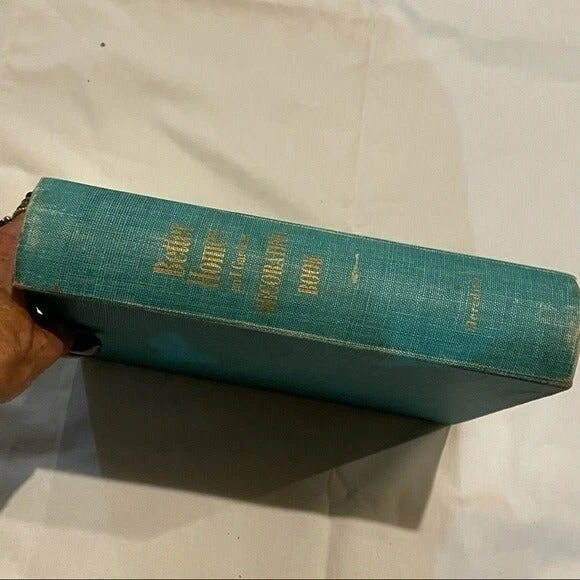 Better
Homes
and Gardens
DECORATING
BOOK
Meredith